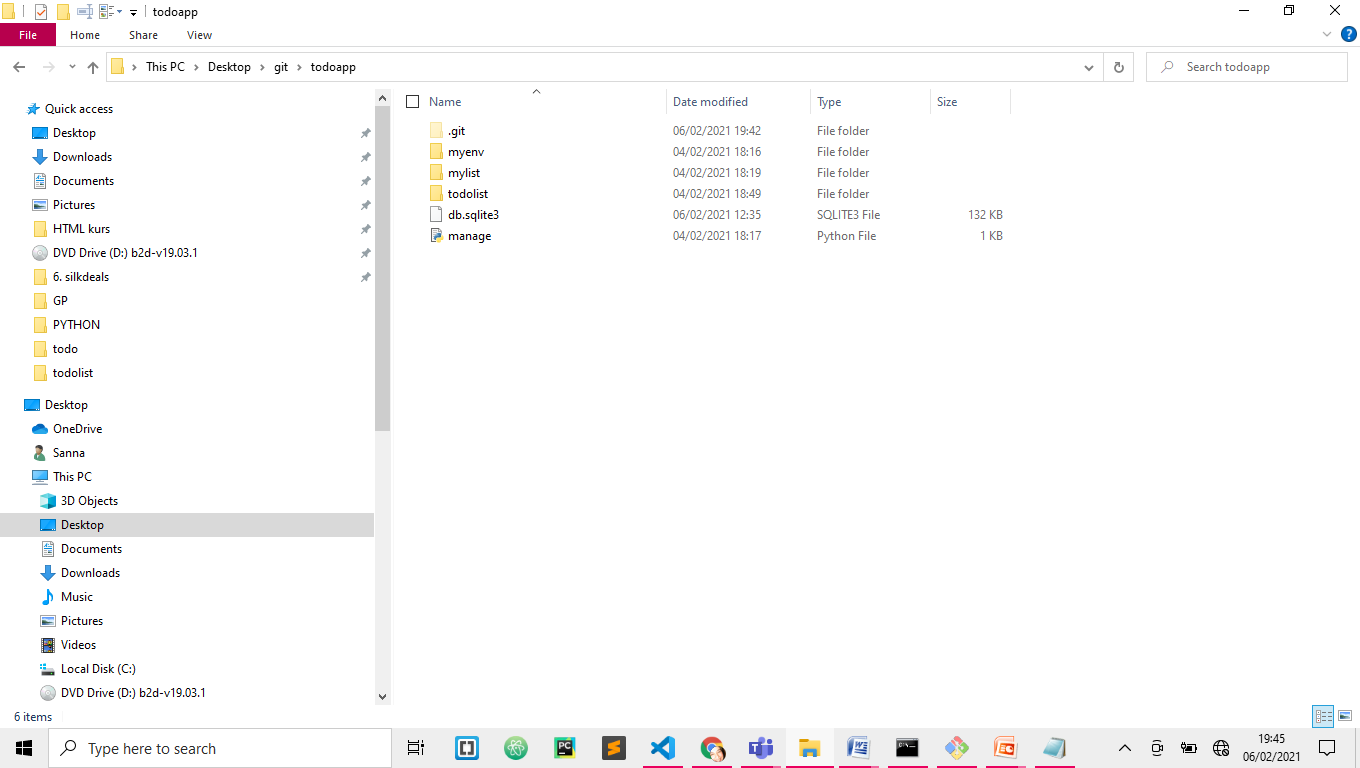 todoapp
File Home Share View
This PC Desktop git todoapp
Search todoapp
Quick access
Desktop
Downloads
Documents
Pictures
HTML kurs
DVD Drive (D:) b2d-v19.03.1
6. silkdeals
GP
PYTHON
todo
todolist
Desktop
OneDrive
Sanna
This PC
3D Objects
Desktop
Documents
Downloads
Music
Pictures
Videos
Local Disk (C:)
DVD Drive (D:) b2d-v19.03.1
Name Date modified Type Size
.git 06/02/2021 19:42 File folder
myenv 04/02/2021 18:16 File folder
mylist 04/02/2021 18:19 File folder
todolist 04/02/2021 18:49 File folder
db.sqlite3 06/02/2021 12:35 SQLITE3 File 132 KB
manage 04/02/2021 18:17 Python File 1 KB
6 items
Type here to search
PC
EC
19:45
06/02/2021